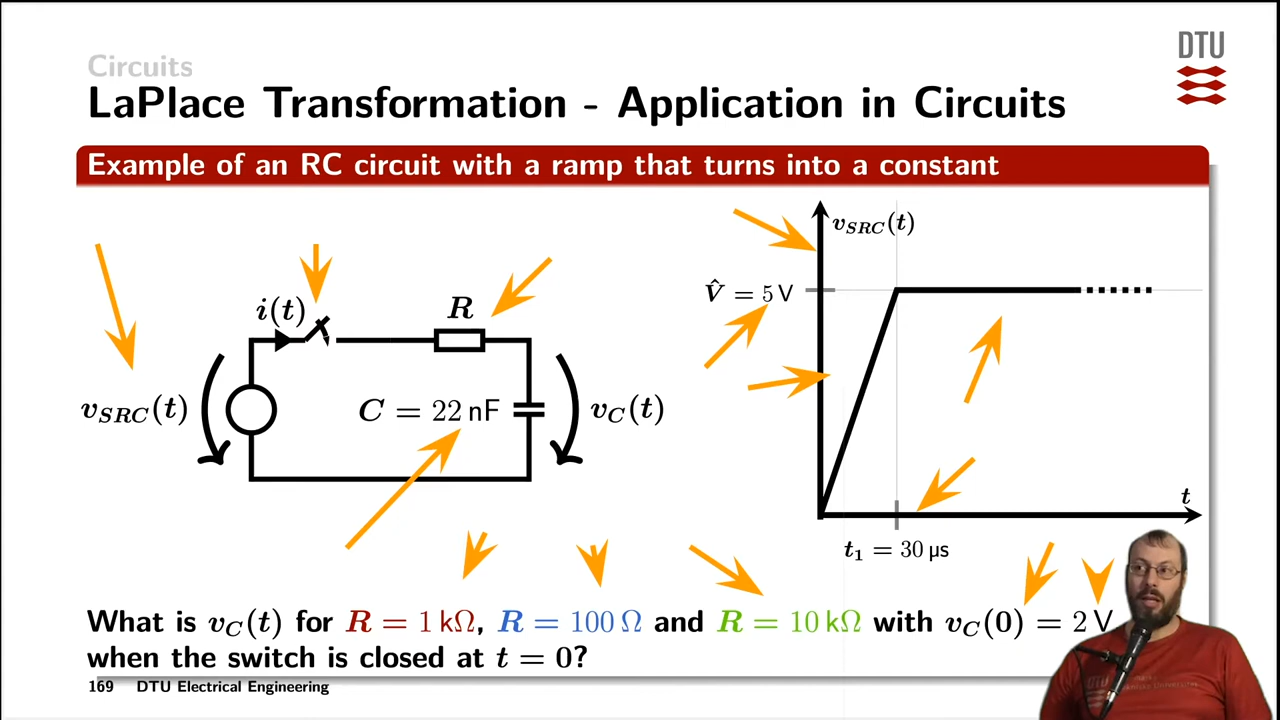 Circuits
DTU
LaPlace Transformation - Application in Circuits
Example of an RC circuit with a ramp that turns into a constant
v_SRC(t)
V̂ = 5 V
i(t)
R
v_SRC(t)
C = 22 nF
v_C(t)
t
t₁ = 30 µs
What is v_C(t) for R = 1 kΩ, R = 100 Ω and R = 10 kΩ with v_C(0) = 2 V
when the switch is closed at t = 0?
169 DTU Electrical Engineering
DTU